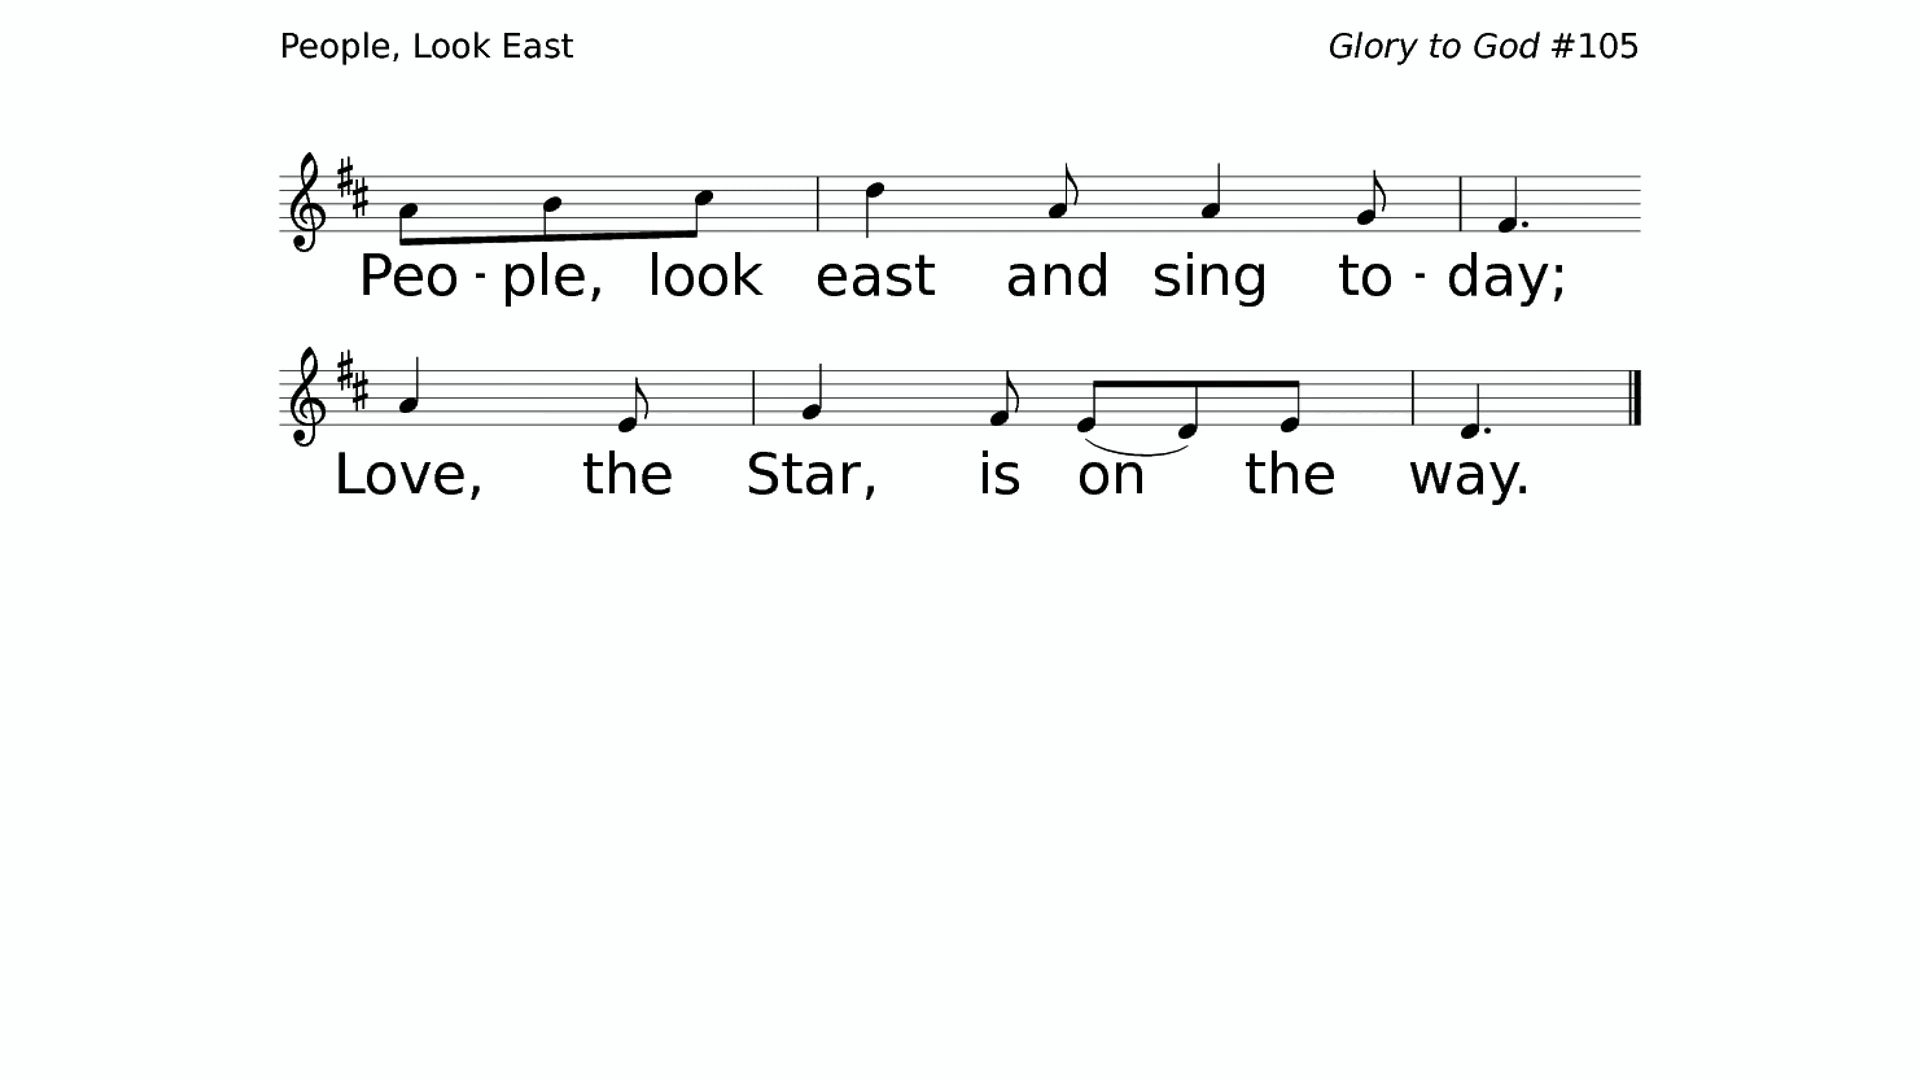 People, Look East
Glory to God #105
Peo - ple, look east and sing to - day;
Love, the Star, is on the way.